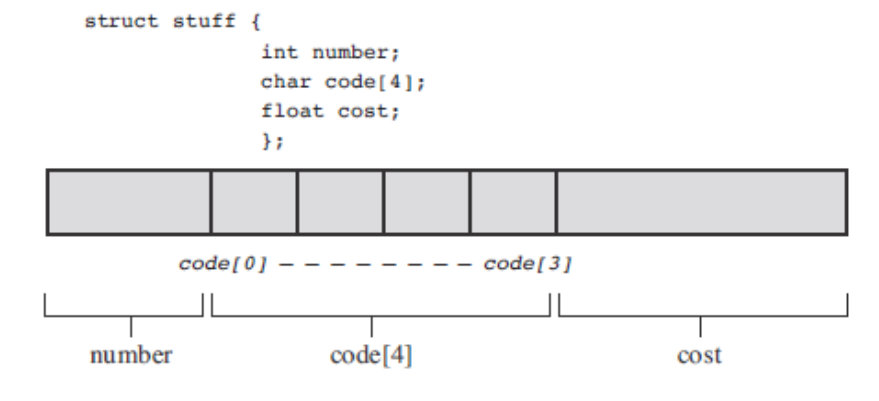 struct stuff {
int number;
char code[4];
float cost;
};
code[0] – – – – – – – – code[3]
number code[4] cost